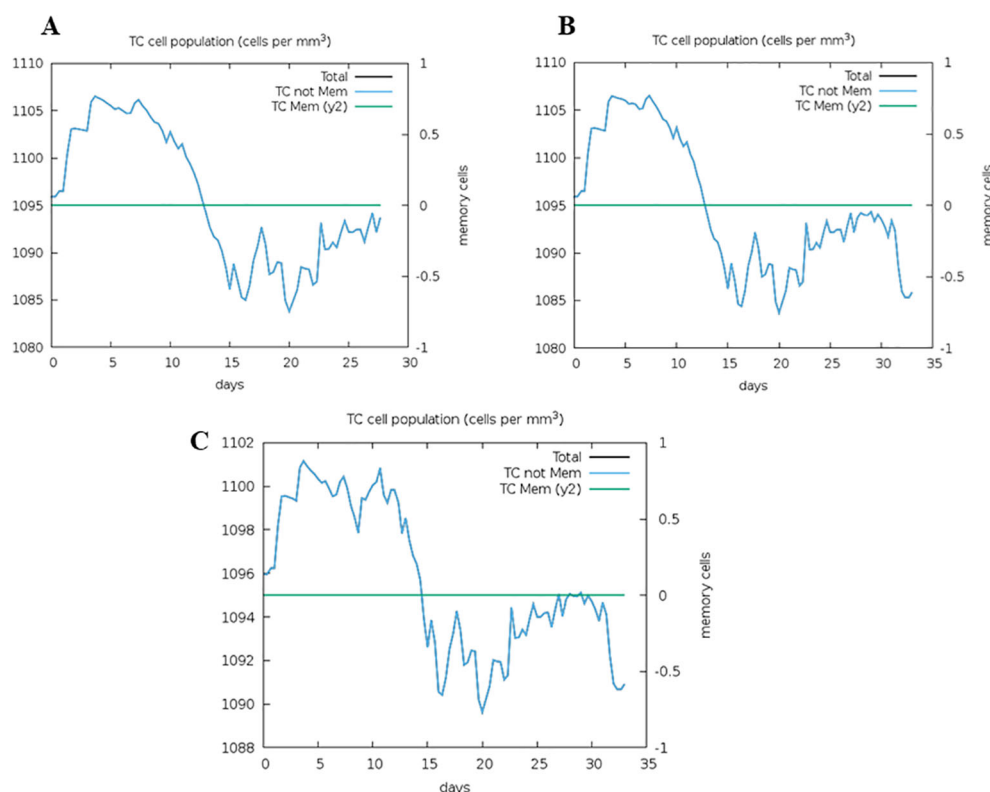 A
TC cell population (cells per mm³)
1110
1105
1100
1095
1090
1085
1080
1
0.5
0
-0.5
-1
Total
TC not Mem
TC Mem (y2)
memory cells
0 5 10 15 20 25 30
days
B
TC cell population (cells per mm³)
1110
1105
1100
1095
1090
1085
1080
1
0.5
0
-0.5
-1
Total
TC not Mem
TC Mem (y2)
memory cells
0 5 10 15 20 25 30 35
days
C
TC cell population (cells per mm³)
1102
1100
1098
1096
1094
1092
1090
1088
1
0.5
0
-0.5
-1
Total
TC not Mem
TC Mem (y2)
memory cells
0 5 10 15 20 25 30 35
days